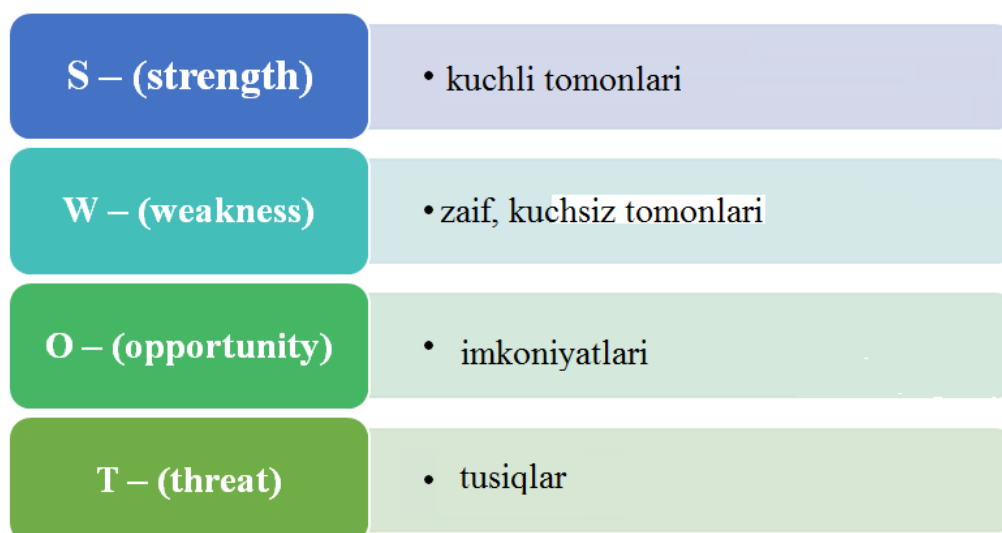 S – (strength)
• kuchli tomonlari
W – (weakness)
• zaif, kuchsiz tomonlari
O – (opportunity)
• imkoniyatlari
T – (threat)
• tusiqlar